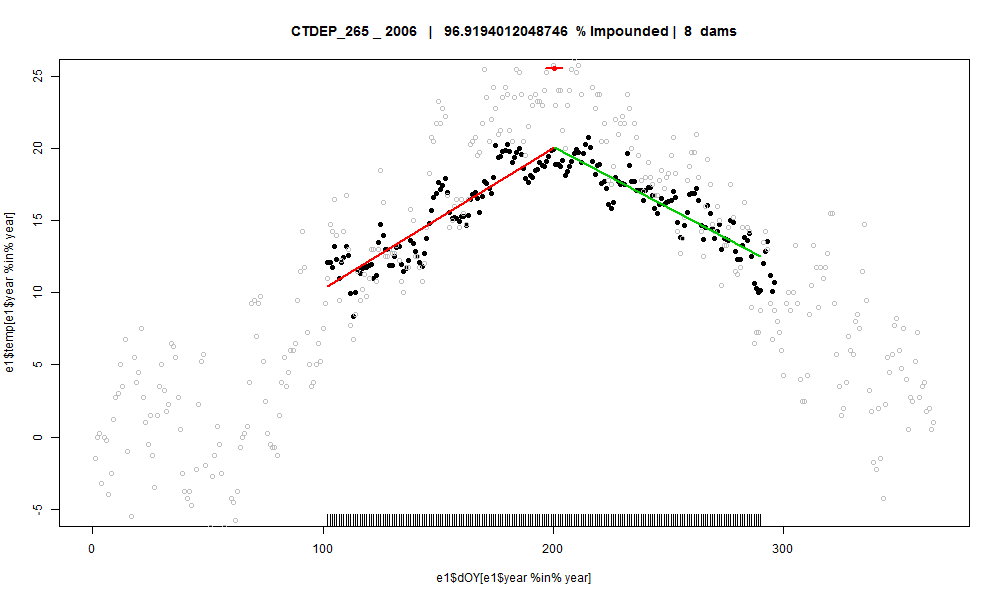 CTDEP_265 _ 2006 | 96.9194012048746 % Impounded | 8 dams
e1$temp[e1$year %in% year]
25
20
15
10
5
0
-5
0 100 200 300
e1$dOY[e1$year %in% year]